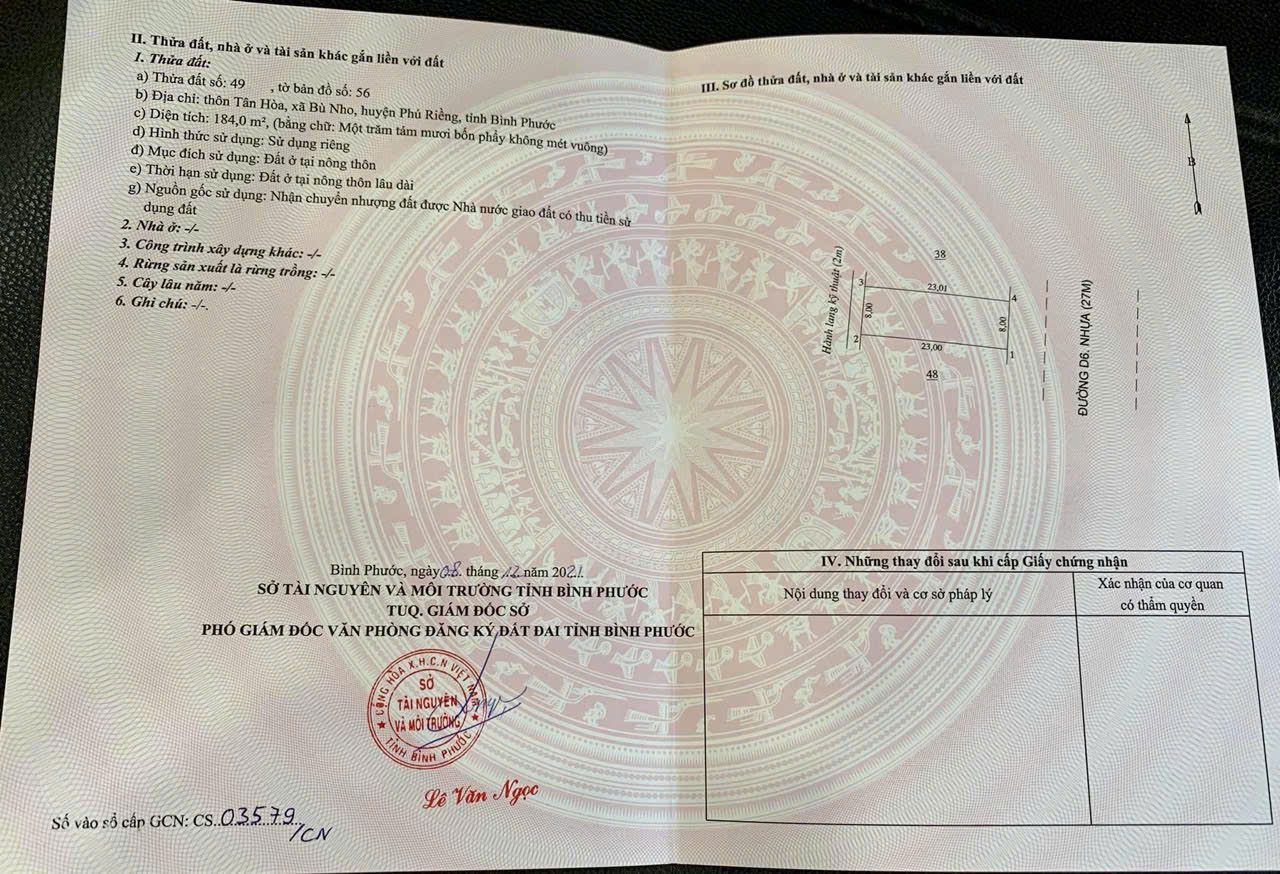 II. Thửa đất, nhà ở và tài sản khác gắn liền với đất
1. Thửa đất:
a) Thửa đất số: 49 , tờ bản đồ số: 56
b) Địa chỉ: thôn Tân Hòa, xã Bù Nho, huyện Phú Riềng, tỉnh Bình Phước
c) Diện tích: 184,0 m², (bằng chữ: Một trăm tám mươi bốn phẩy không mét vuông)
d) Hình thức sử dụng: Sử dụng riêng
đ) Mục đích sử dụng: Đất ở tại nông thôn
e) Thời hạn sử dụng: Đất ở tại nông thôn lâu dài
g) Nguồn gốc sử dụng: Nhận chuyển nhượng đất được Nhà nước giao đất có thu tiền sử
dụng đất
2. Nhà ở: -/-
3. Công trình xây dựng khác: -/-
4. Rừng sản xuất là rừng trồng: -/-
5. Cây lâu năm: -/-
6. Ghi chú: -/-.
Bình Phước, ngày 08. tháng 12 năm 2021.
SỞ TÀI NGUYÊN VÀ MÔI TRƯỜNG TỈNH BÌNH PHƯỚC
TUQ. GIÁM ĐỐC SỞ
PHÓ GIÁM ĐỐC VĂN PHÒNG ĐĂNG KÝ ĐẤT ĐAI TỈNH BÌNH PHƯỚC
CỘNG HÒA X.H.C.N VIỆT NAM
SỞ
TÀI NGUYÊN
VÀ MÔI TRƯỜNG
TỈNH BÌNH PHƯỚC
Lê Văn Ngọc
Số vào sổ cấp GCN: CS..03579../CN
III. Sơ đồ thửa đất, nhà ở và tài sản khác gắn liền với đất
B
38
Hành lang kỹ thuật (2m)
3
23,01
4
8,00
8,00
2
23,00
1
48
ĐƯỜNG D6. NHỰA (27M)
IV. Những thay đổi sau khi cấp Giấy chứng nhận
Nội dung thay đổi và cơ sở pháp lý
Xác nhận của cơ quan
có thẩm quyền